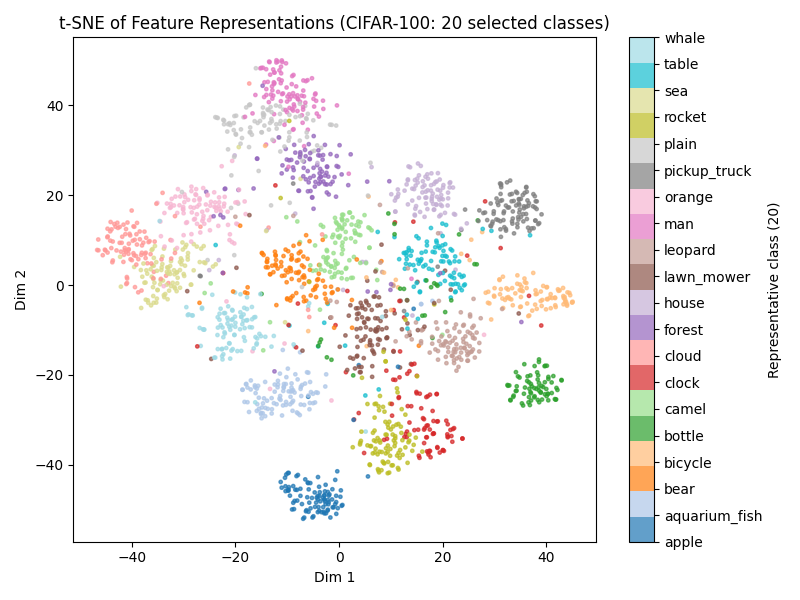 t-SNE of Feature Representations (CIFAR-100: 20 selected classes)
Dim 2
40
20
0
−20
−40
−40
−20
0
20
40
Dim 1
whale
table
sea
rocket
plain
pickup_truck
orange
man
leopard
lawn_mower
house
forest
cloud
clock
camel
bottle
bicycle
bear
aquarium_fish
apple
Representative class (20)